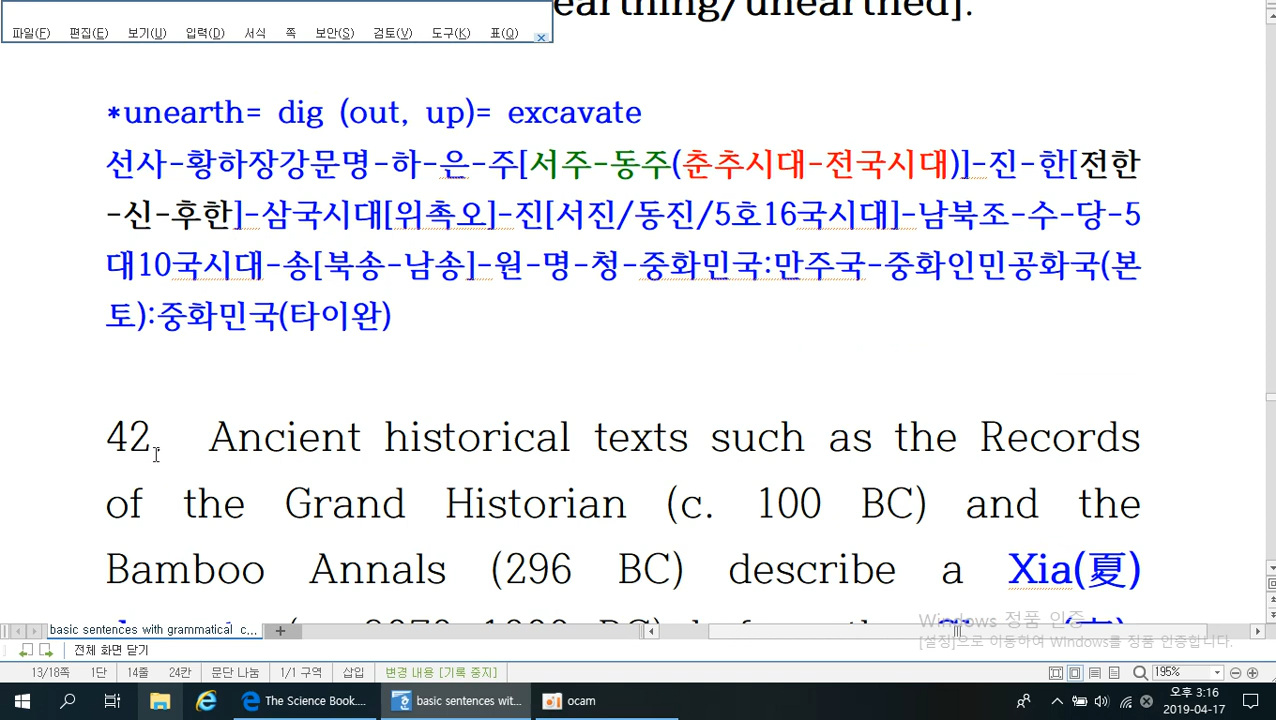 earthing/unearthed].
파일(F) 편집(E) 보기(U) 입력(D) 서식 쪽 보안(S) 검토(V) 도구(K) 표(Q)
*unearth= dig (out, up)= excavate
선사-황하장강문명-하-은-주[서주-동주(춘추시대-전국시대)]-진-한[전한
-신-후한]-삼국시대[위촉오]-진[서진/동진/5호16국시대]-남북조-수-당-5
대10국시대-송[북송-남송]-원-명-청-중화민국:만주국-중화인민공화국(본
토):중화민국(타이완)
42. Ancient historical texts such as the Records
of the Grand Historian (c. 100 BC) and the
Bamboo Annals (296 BC) describe a Xia(夏)
Windows 정품 인증
[설정]으로 이동하여 Windows를 정품 인증합니다.
basic sentences with grammatical c...
전체 화면 닫기
13/18쪽 1단 14줄 24칸 문단 나눔 1/1 구역 삽입 변경 내용 [기록 중지] 195%
The Science Book.... basic sentences wit... ocam 오후 3:16
2019-04-17